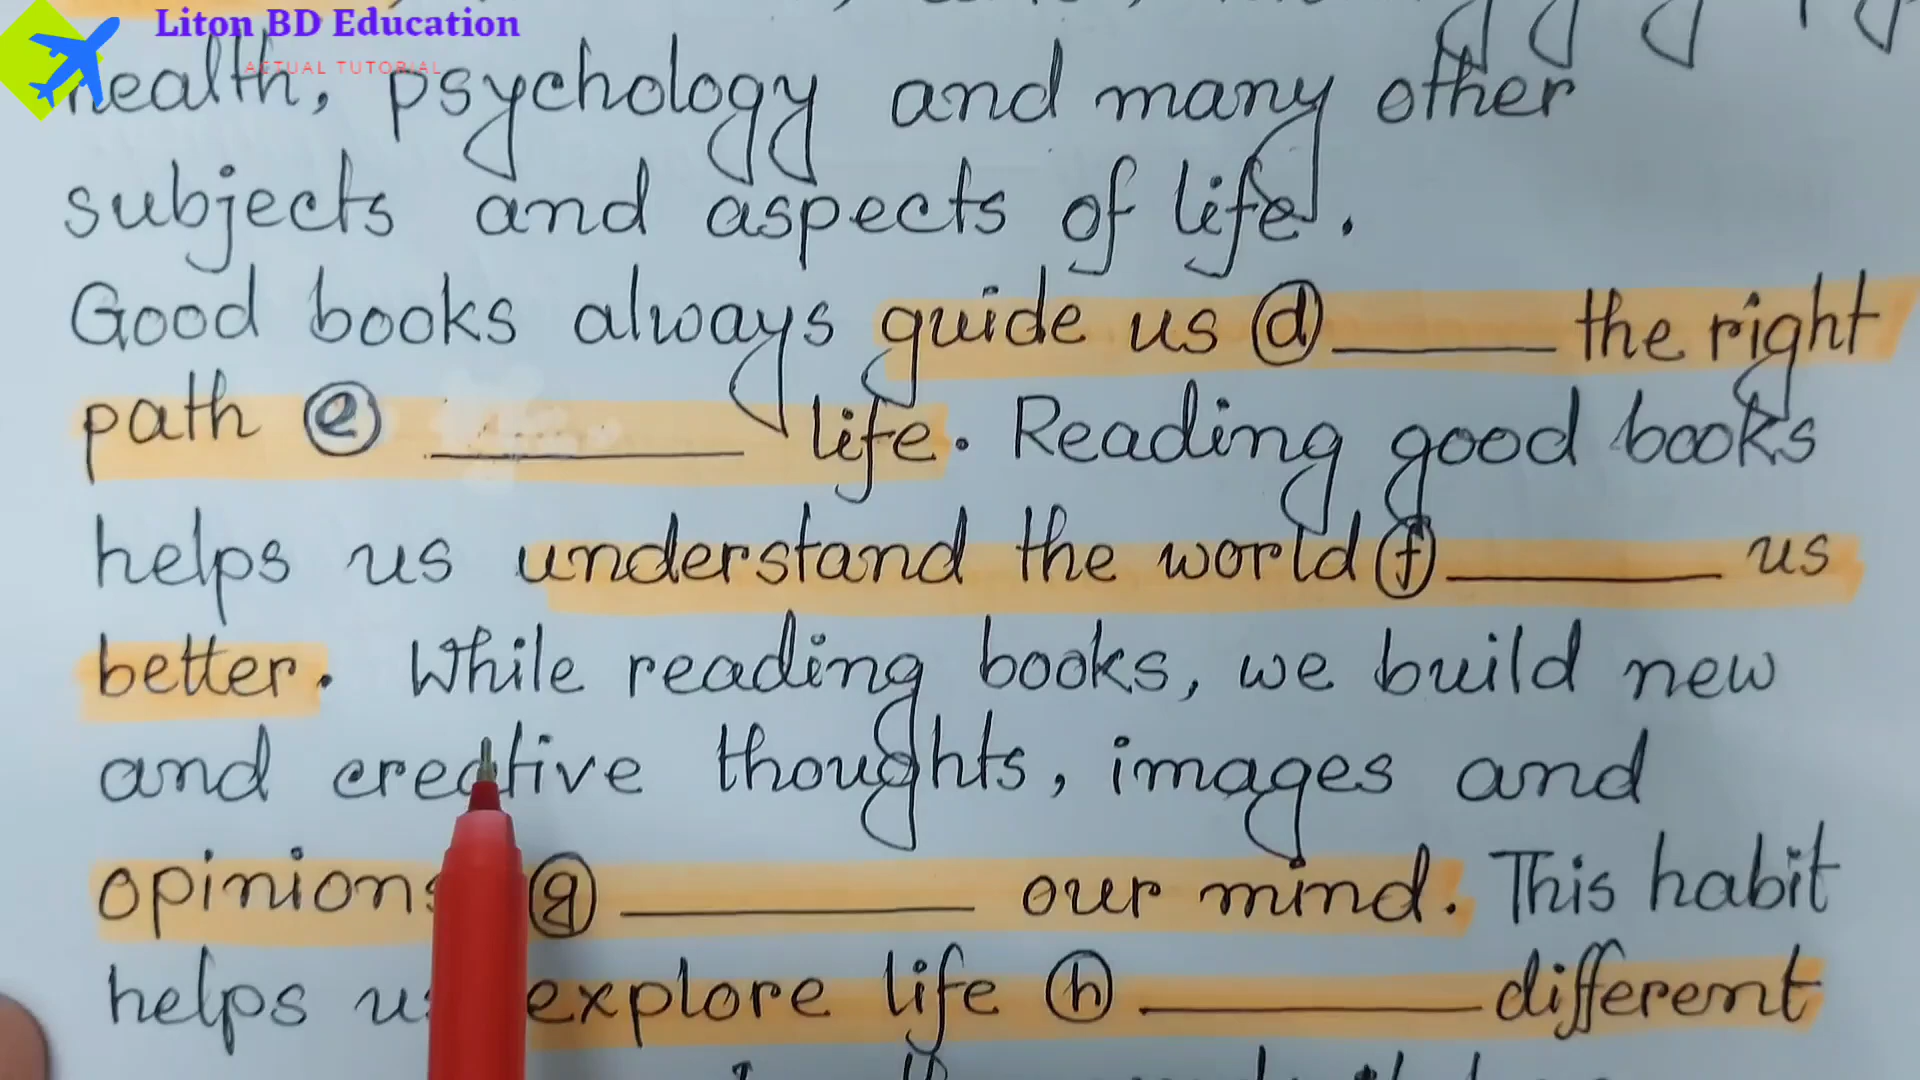 Liton BD Education
ACTUAL TUTORIAL
health, psychology and many other
subjects and aspects of life.
Good books always guide us (d) ______ the right
path (e) ______ life. Reading good books
helps us understand the world (f) ______ us
better. While reading books, we build new
and creative thoughts, images and
opinions (g) ______ our mind. This habit
helps us explore life (h) ______ different